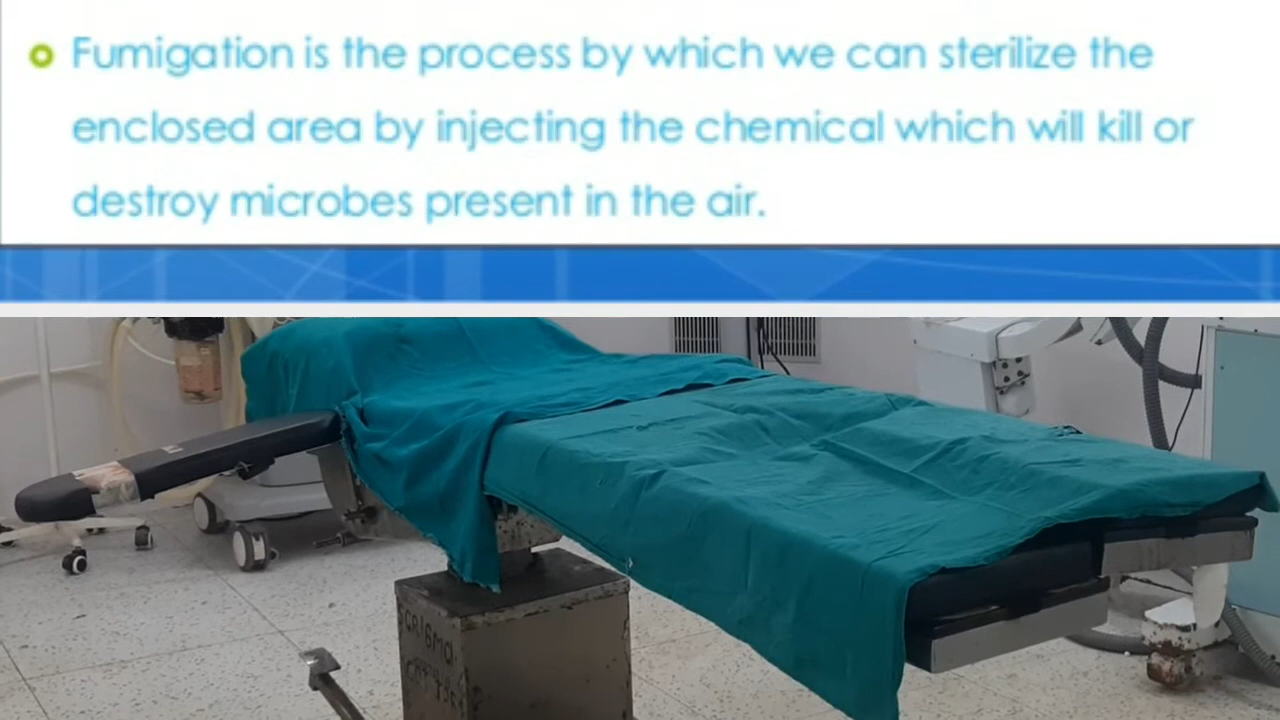 Fumigation is the process by which we can sterilize the
enclosed area by injecting the chemical which will kill or
destroy microbes present in the air.